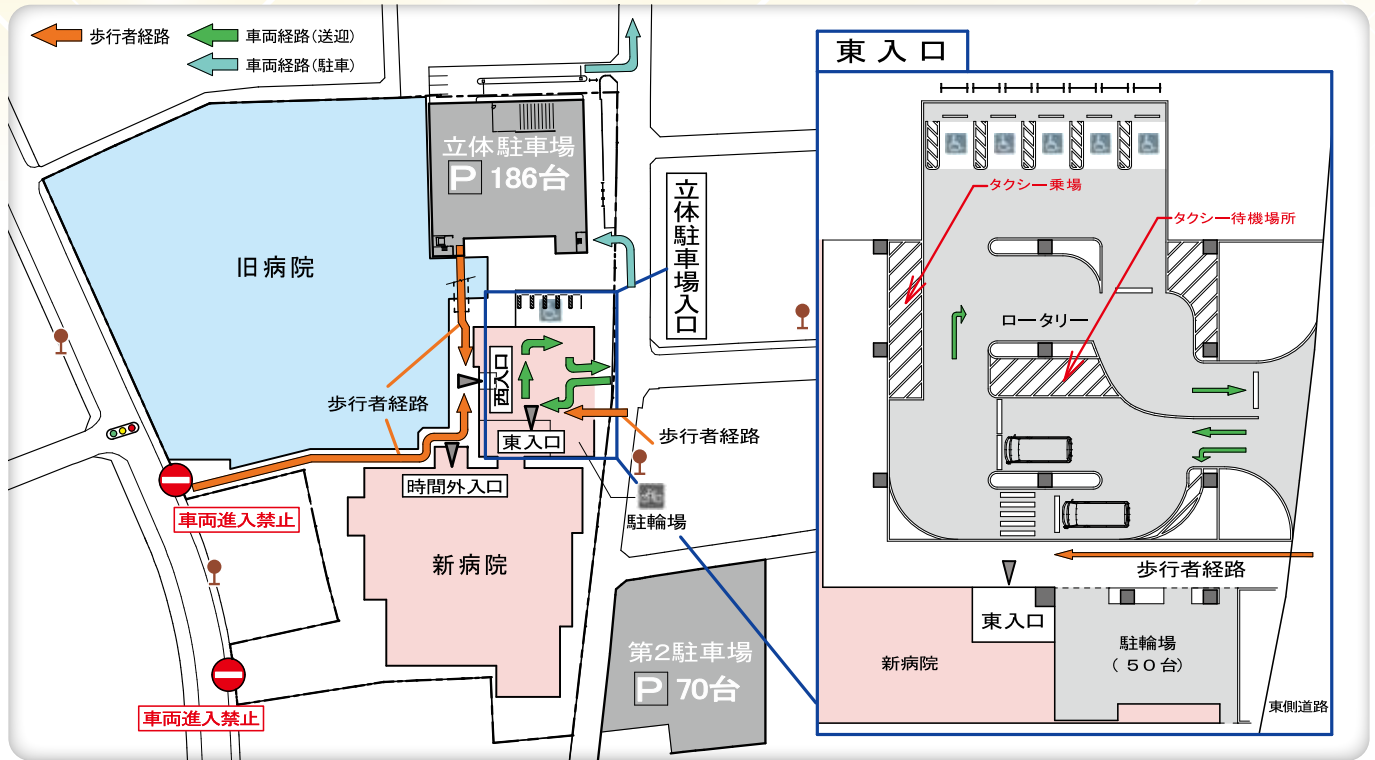 歩行者経路
車両経路(送迎)
車両経路(駐車)
立体駐車場
P 186台
立体駐車場入口
旧病院
西入口
東入口
歩行者経路
歩行者経路
時間外入口
駐輪場
車両進入禁止
新病院
第2駐車場
P 70台
車両進入禁止
東入口
タクシー乗場
タクシー待機場所
ロータリー
歩行者経路
東入口
新病院
駐輪場
(50台)
東側道路